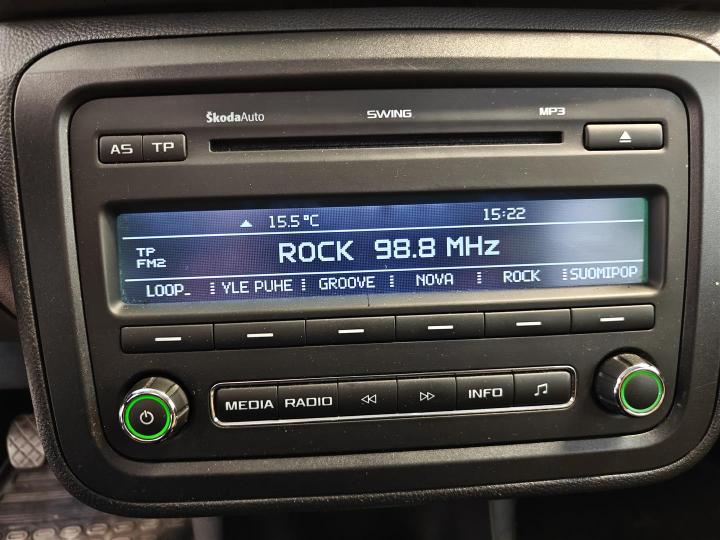 ŠkodaAuto SWING MP3
AS TP
15.5 °C 15:22
TP
FM2
ROCK 98.8 MHz
LOOP_ YLE PUHE GROOVE NOVA ROCK SUOMIPOP
MEDIA RADIO INFO